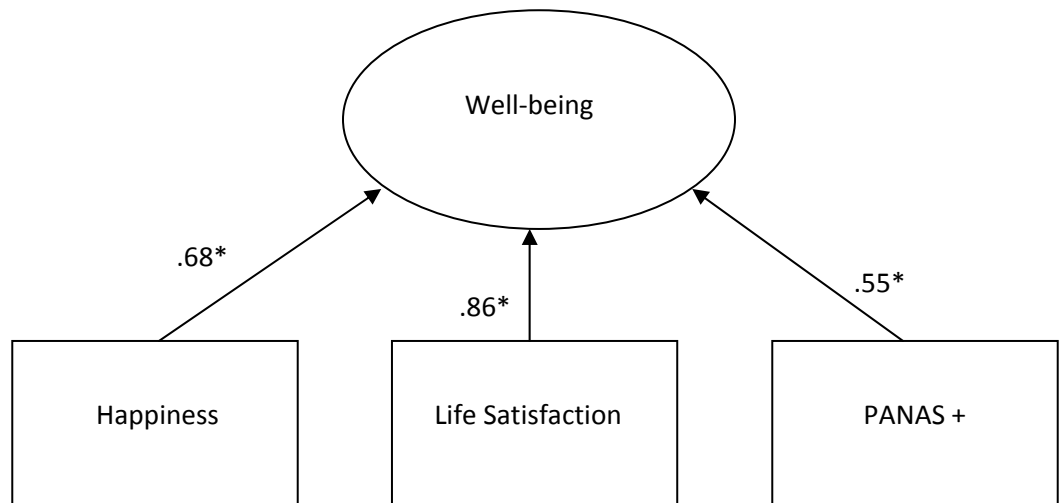 Well-being
.68*
.86*
.55*
Happiness
Life Satisfaction
PANAS +